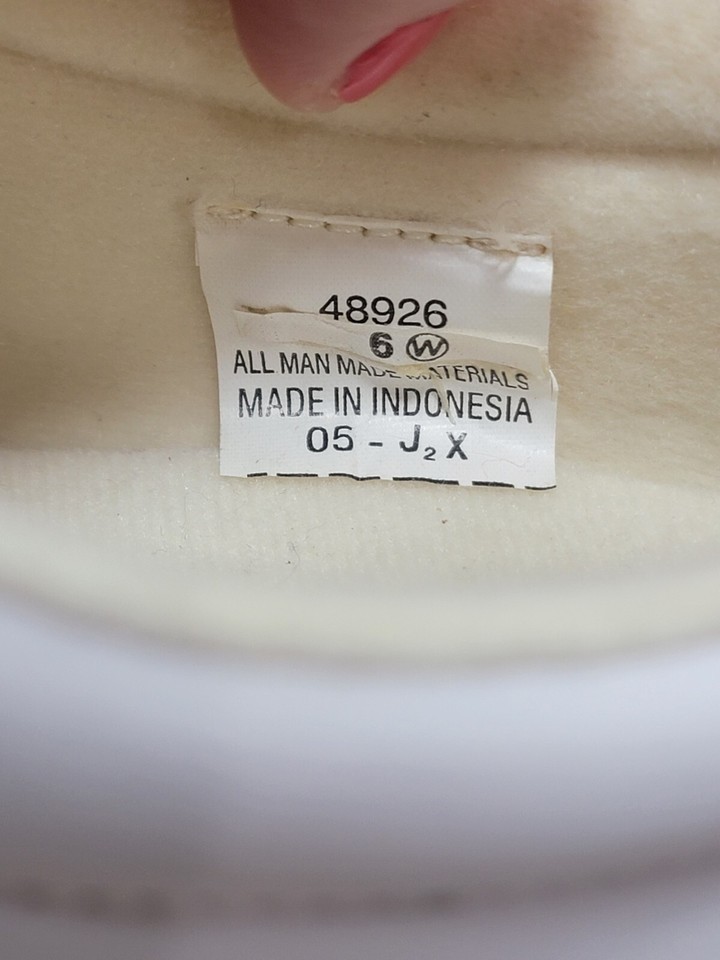 48926
6 Ⓦ
ALL MAN MADE MATERIALS
MADE IN INDONESIA
05 - J₂ X